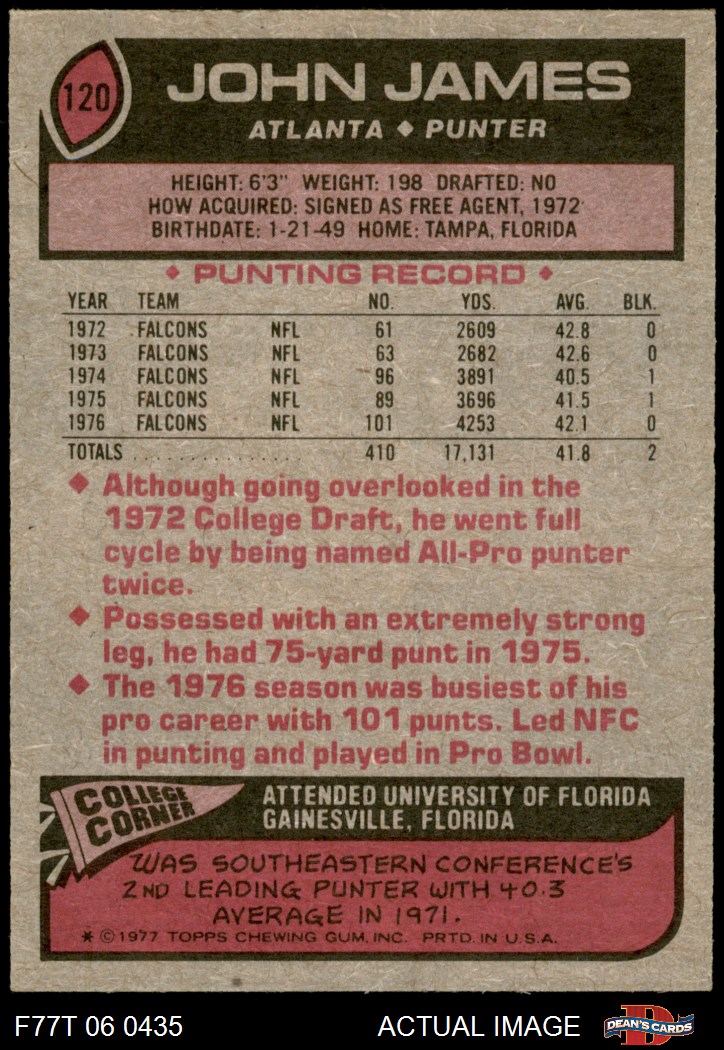 120
JOHN JAMES
ATLANTA ◆ PUNTER
HEIGHT: 6'3" WEIGHT: 198 DRAFTED: NO
HOW ACQUIRED: SIGNED AS FREE AGENT, 1972
BIRTHDATE: 1-21-49 HOME: TAMPA, FLORIDA
◆ PUNTING RECORD ◆
YEAR TEAM NO. YDS. AVG. BLK.
1972 FALCONS NFL 61 2609 42.8 0
1973 FALCONS NFL 63 2682 42.6 0
1974 FALCONS NFL 96 3891 40.5 1
1975 FALCONS NFL 89 3696 41.5 1
1976 FALCONS NFL 101 4253 42.1 0
TOTALS . . . . . . . . . . . . . . . 410 17,131 41.8 2
◆ Although going overlooked in the
1972 College Draft, he went full
cycle by being named All-Pro punter
twice.
◆ Possessed with an extremely strong
leg, he had 75-yard punt in 1975.
◆ The 1976 season was busiest of his
pro career with 101 punts. Led NFC
in punting and played in Pro Bowl.
COLLEGE
CORNER
ATTENDED UNIVERSITY OF FLORIDA
GAINESVILLE, FLORIDA
WAS SOUTHEASTERN CONFERENCE'S
2ND LEADING PUNTER WITH 40.3
AVERAGE IN 1971.
* © 1977 TOPPS CHEWING GUM, INC. PRTD. IN U.S.A.
F77T 06 0435
ACTUAL IMAGE
D
DEAN'S CARDS